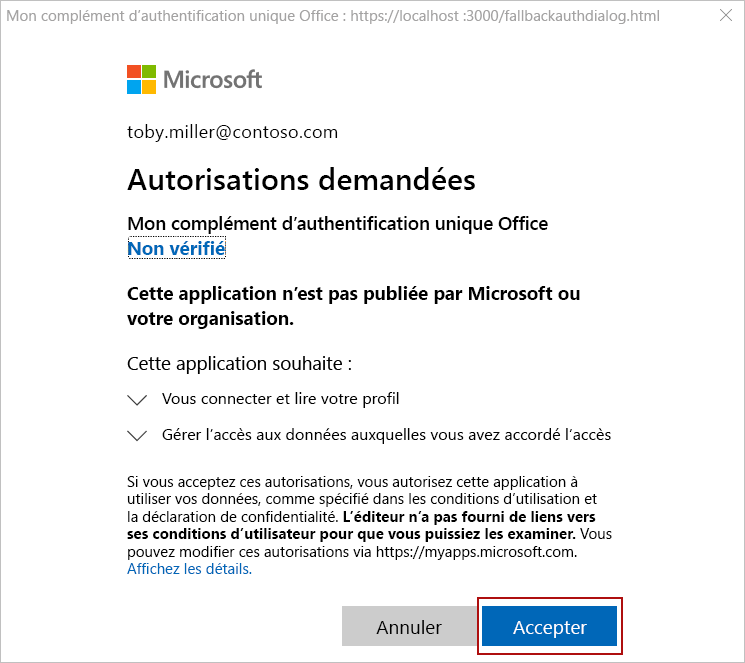 Mon complément d’authentification unique Office : https://localhost :3000/fallbackauthdialog.html
Microsoft
toby.miller@contoso.com
Autorisations demandées
Mon complément d’authentification unique Office
Non vérifié
Cette application n’est pas publiée par Microsoft ou
votre organisation.
Cette application souhaite :
Vous connecter et lire votre profil
Gérer l’accès aux données auxquelles vous avez accordé l’accès
Si vous acceptez ces autorisations, vous autorisez cette application à
utiliser vos données, comme spécifié dans les conditions d’utilisation et
la déclaration de confidentialité. L’éditeur n’a pas fourni de liens vers
ses conditions d’utilisateur pour que vous puissiez les examiner. Vous
pouvez modifier ces autorisations via https://myapps.microsoft.com.
Affichez les détails.
Annuler
Accepter